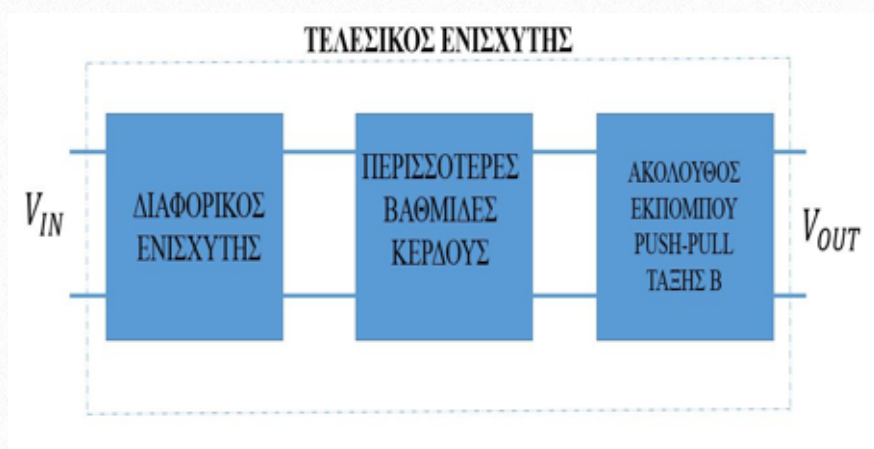 ΤΕΛΕΣΙΚΟΣ ΕΝΙΣΧΥΤΗΣ
V_IN
ΔΙΑΦΟΡΙΚΟΣ
ΕΝΙΣΧΥΤΗΣ
ΠΕΡΙΣΣΟΤΕΡΕΣ
ΒΑΘΜΙΔΕΣ
ΚΕΡΔΟΥΣ
ΑΚΟΛΟΥΘΟΣ
ΕΚΠΟΜΠΟΥ
PUSH-PULL
ΤΑΞΗΣ Β
V_OUT